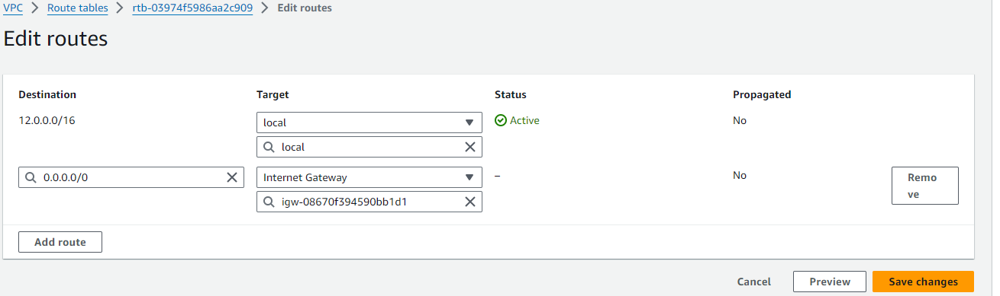 VPC > Route tables > rtb-03974f5986aa2c909 > Edit routes
Edit routes
Destination Target Status Propagated
12.0.0.0/16 local Active No
local
0.0.0.0/0 Internet Gateway – No Remo
ve
igw-08670f394590bb1d1
Add route
Cancel Preview Save changes